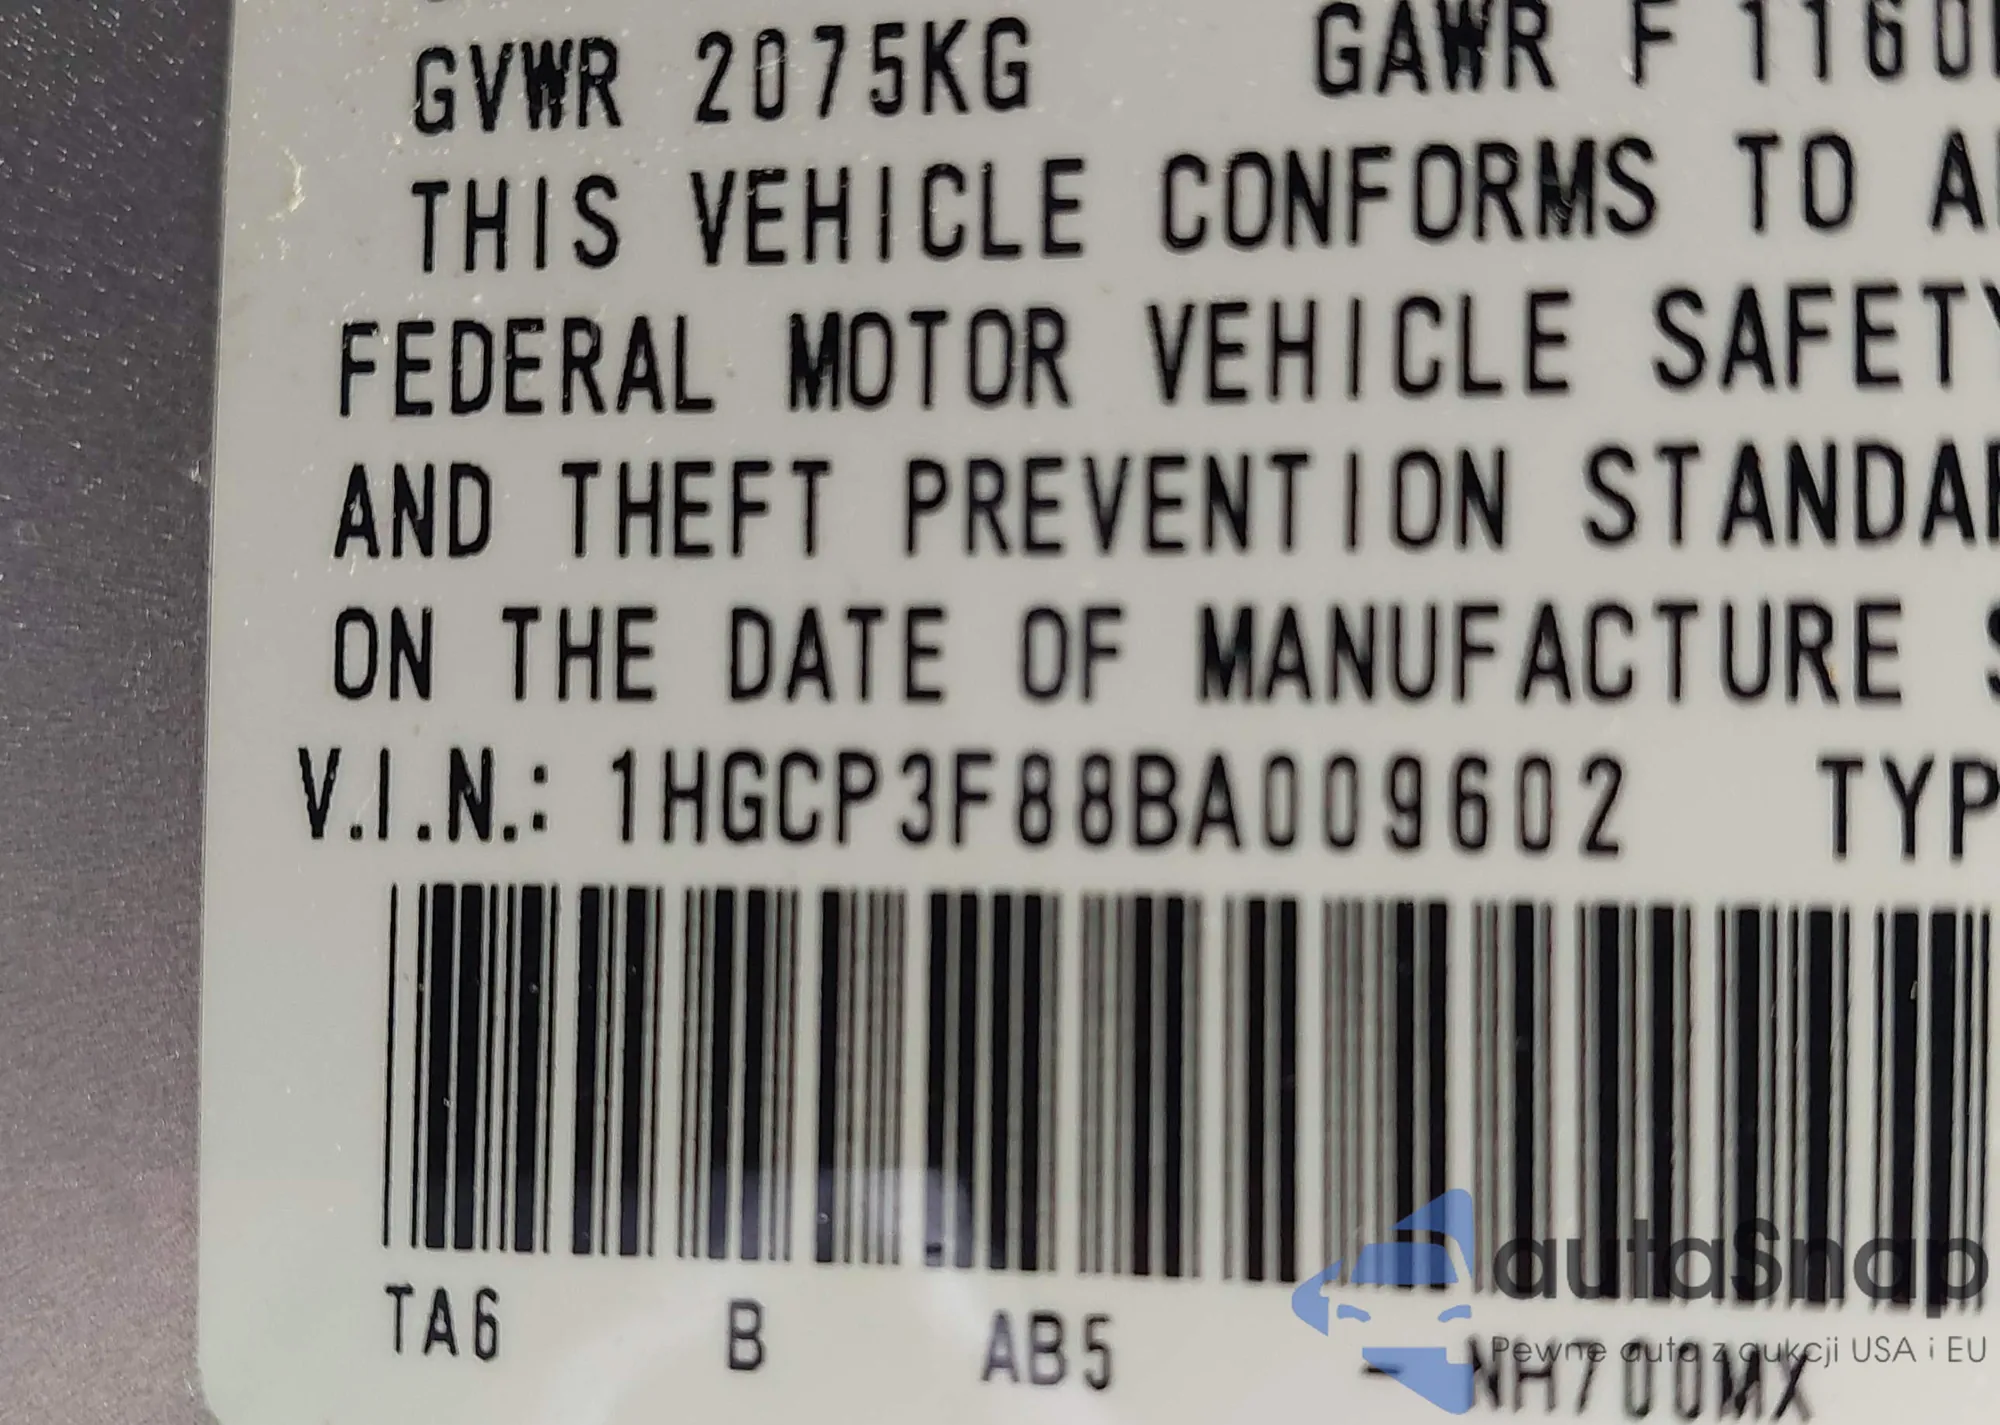 GVWR 2075KG GAWR F 1160
THIS VEHICLE CONFORMS TO A
FEDERAL MOTOR VEHICLE SAFETY
AND THEFT PREVENTION STANDAR
ON THE DATE OF MANUFACTURE S
V.I.N.: 1HGCP3F88BA009602 TYP
TA6 B AB5 - NH700MX
autaSnap
Pewne auta z aukcji USA i EU